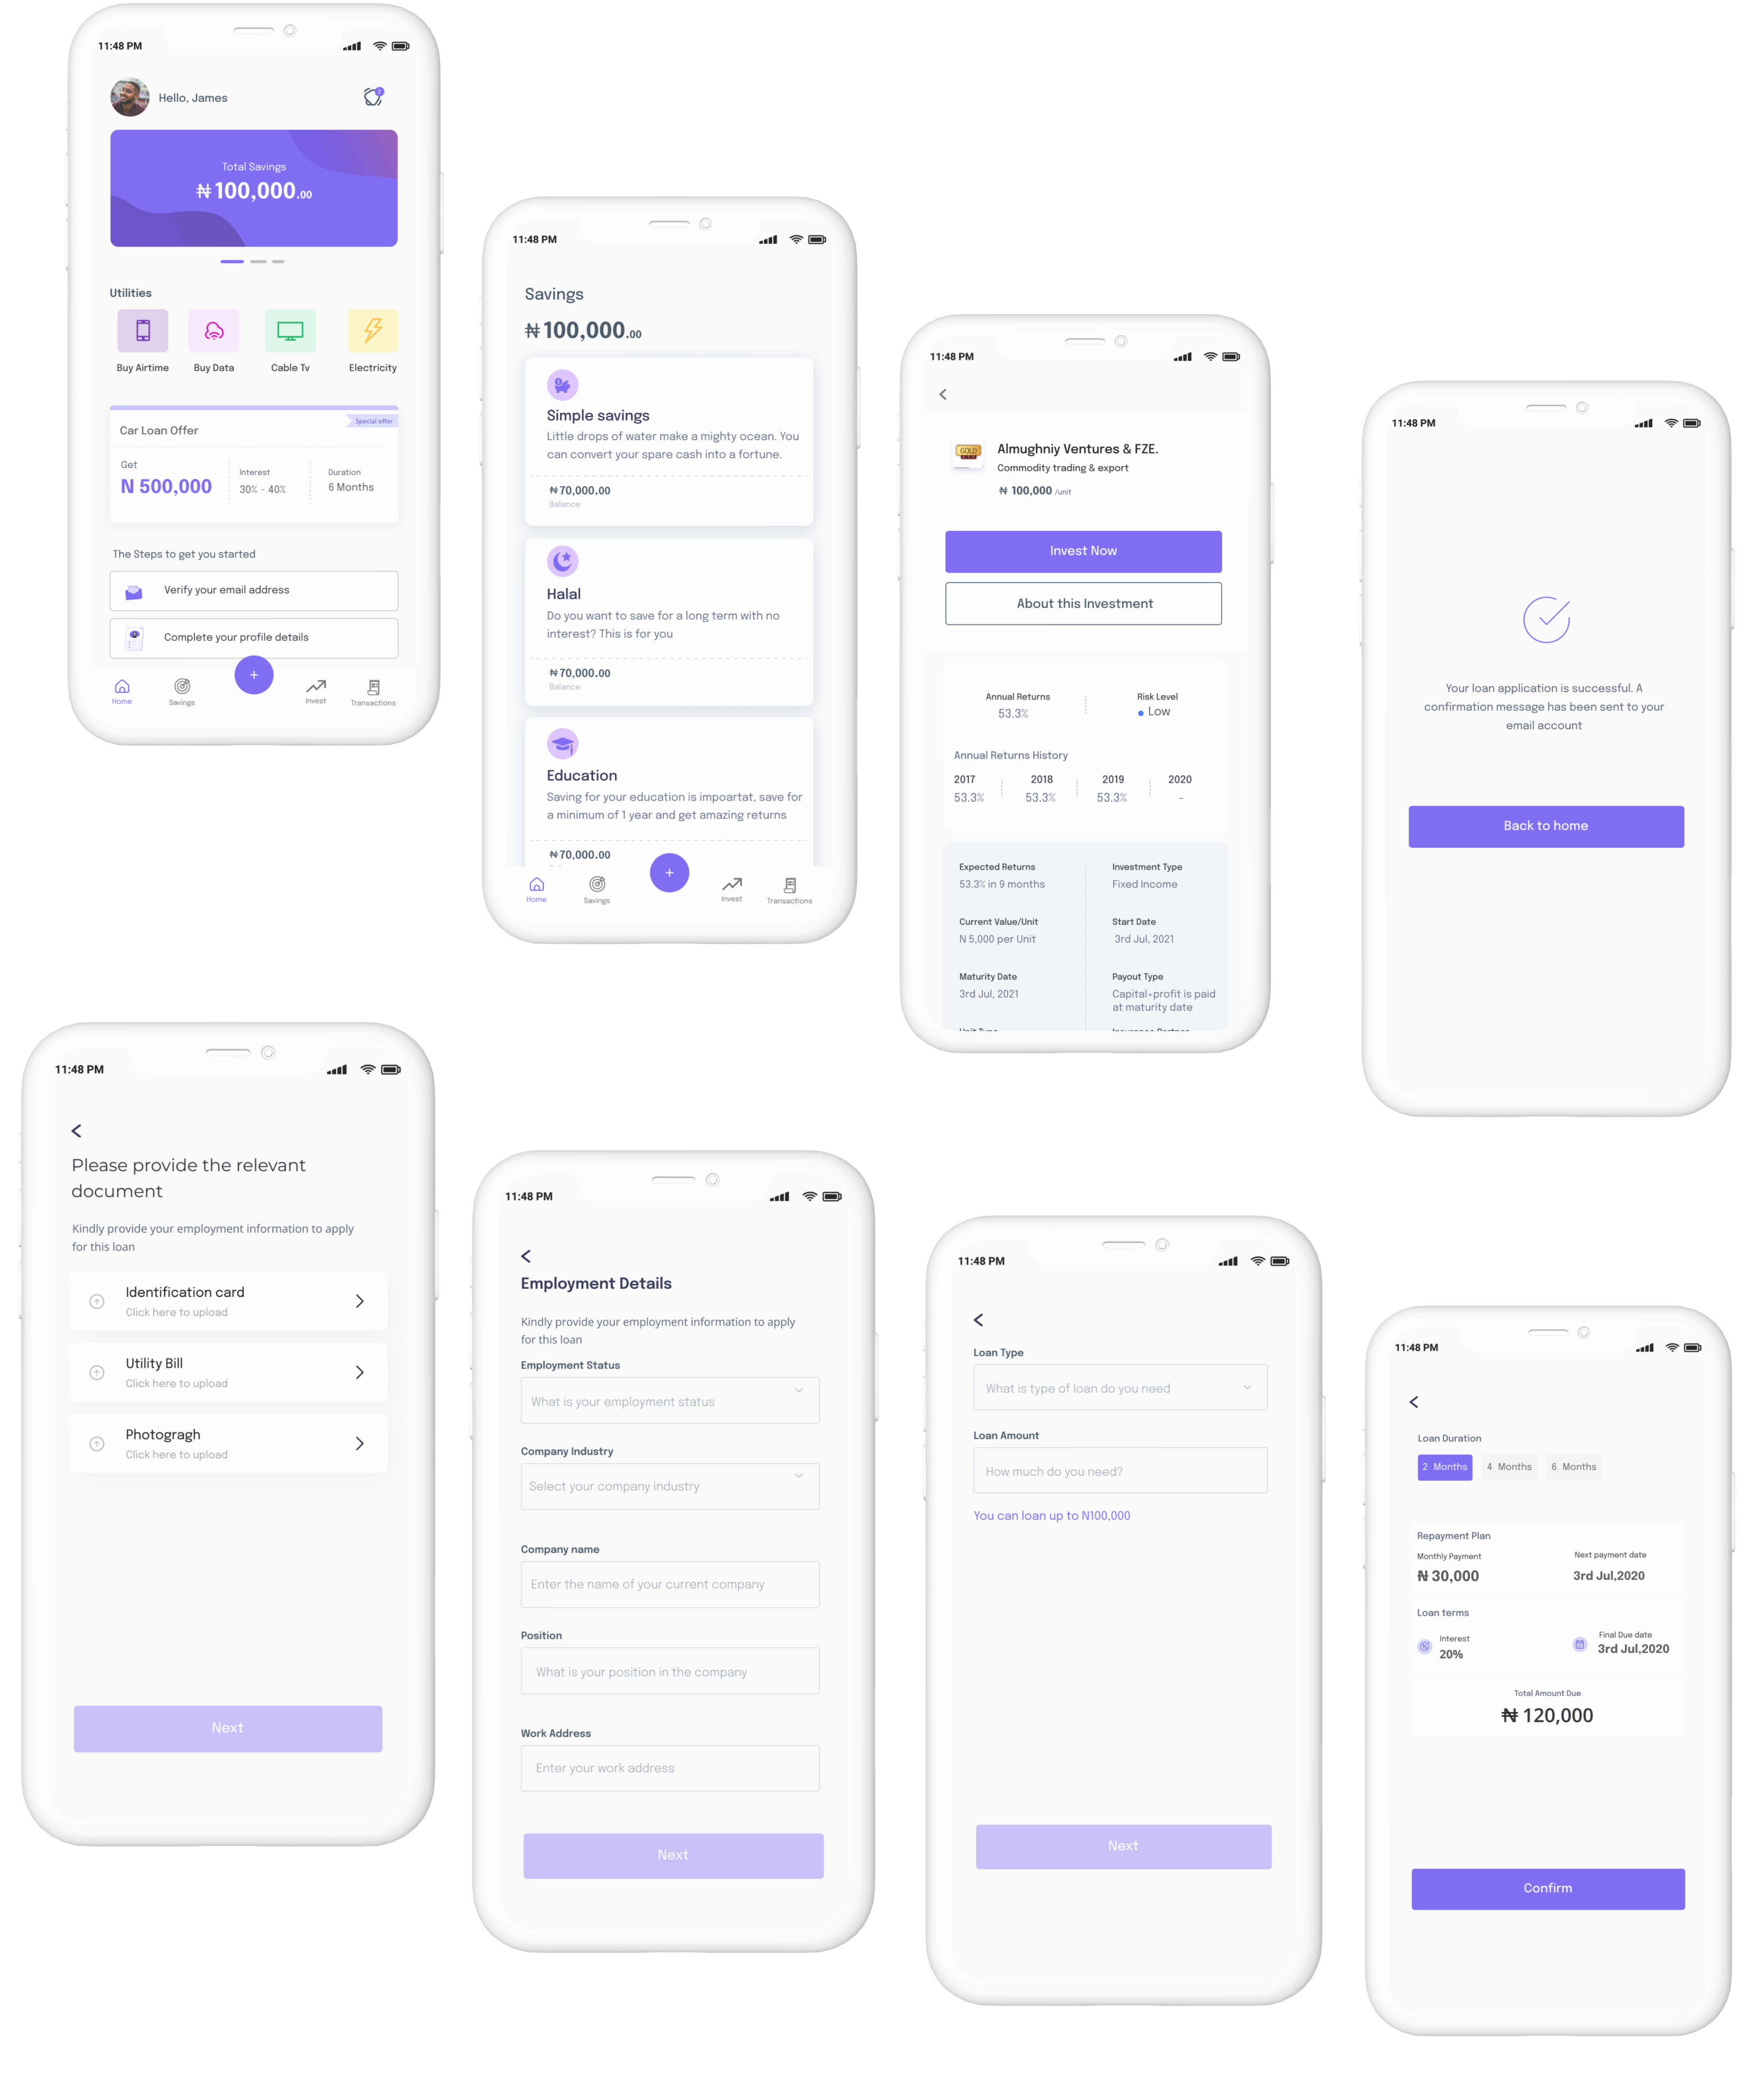 11:48 PM
Hello, James
2
Total Savings
₦ 100,000.00
Utilities
Buy Airtime
Buy Data
Cable Tv
Electricity
Special offer
Car Loan Offer
Get
N 500,000
Interest
30% - 40%
Duration
6 Months
The Steps to get you started
Verify your email address
Complete your profile details
+
Home
Savings
Invest
Transactions
11:48 PM
Savings
₦ 100,000.00
Simple savings
Little drops of water make a mighty ocean. You
can convert your spare cash into a fortune.
₦ 70,000.00
Balance
Halal
Do you want to save for a long term with no
interest? This is for you
₦ 70,000.00
Balance
Education
Saving for your education is impoartat, save for
a minimum of 1 year and get amazing returns
₦ 70,000.00
+
Home
Savings
Invest
Transactions
11:48 PM
GOLD
Almughniy Ventures & FZE.
Commodity trading & export
₦ 100,000 /unit
Invest Now
About this Investment
Annual Returns
53.3%
Risk Level
Low
Annual Returns History
2017
2018
2019
2020
53.3%
53.3%
53.3%
-
Expected Returns
53.3% in 9 months
Investment Type
Fixed Income
Current Value/Unit
N 5,000 per Unit
Start Date
3rd Jul, 2021
Maturity Date
3rd Jul, 2021
Payout Type
Capital+profit is paid
at maturity date
11:48 PM
Your loan application is successful. A
confirmation message has been sent to your
email account
Back to home
11:48 PM
Please provide the relevant
document
Kindly provide your employment information to apply
for this loan
Identification card
Click here to upload
Utility Bill
Click here to upload
Photogragh
Click here to upload
Next
11:48 PM
Employment Details
Kindly provide your employment information to apply
for this loan
Employment Status
What is your employment status
Company Industry
Select your company industry
Company name
Enter the name of your current company
Position
What is your position in the company
Work Address
Enter your work address
Next
11:48 PM
Loan Type
What is type of loan do you need
Loan Amount
How much do you need?
You can loan up to N100,000
Next
11:48 PM
Loan Duration
2 Months
4 Months
6 Months
Repayment Plan
Monthly Payment
₦ 30,000
Next payment date
3rd Jul,2020
Loan terms
Interest
20%
Final Due date
3rd Jul,2020
Total Amount Due
₦ 120,000
Confirm